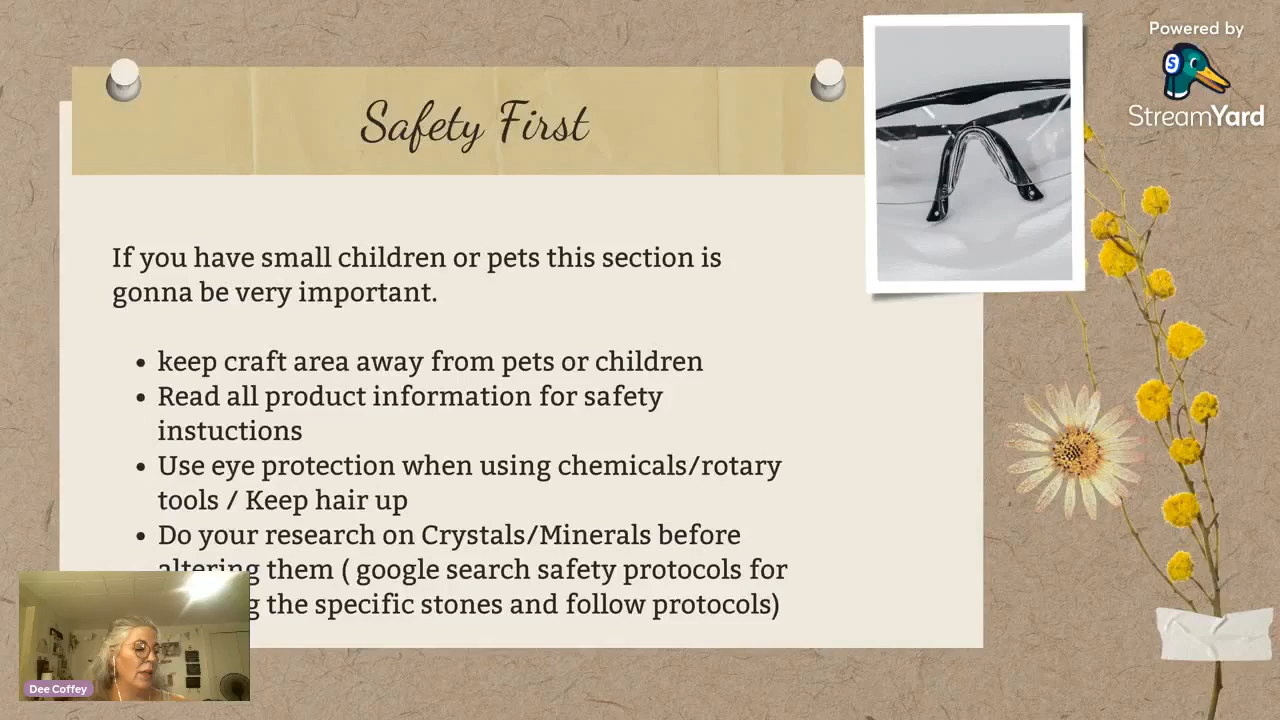 Powered by
StreamYard
Safety First
If you have small children or pets this section is
gonna be very important.
• keep craft area away from pets or children
• Read all product information for safety
instuctions
• Use eye protection when using chemicals/rotary
tools / Keep hair up
• Do your research on Crystals/Minerals before
altering them ( google search safety protocols for
the specific stones and follow protocols)
Dee Coffey